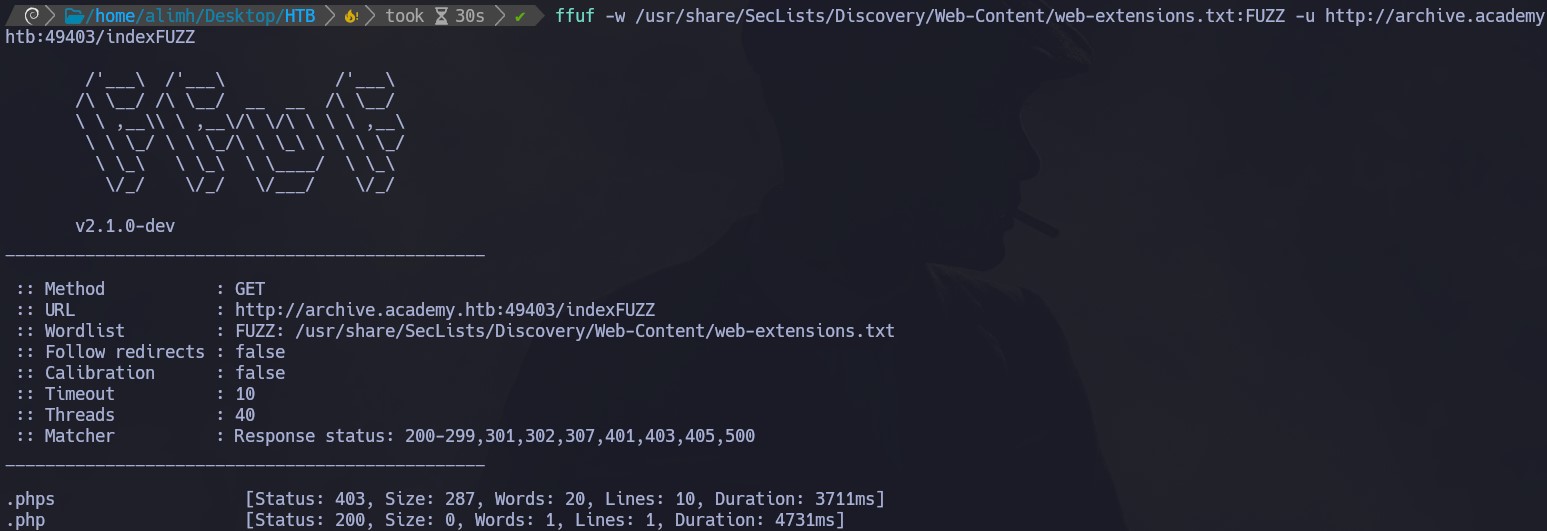 /home/alimh/Desktop/HTB took 30s ✔ ffuf -w /usr/share/SecLists/Discovery/Web-Content/web-extensions.txt:FUZZ -u http://archive.academy
htb:49403/indexFUZZ
        /'___\  /'___\           /'___\
       /\ \__/ /\ \__/  __  __  /\ \__/
       \ \ ,__\\ \ ,__\/\ \/\ \ \ \ ,__\
        \ \ \_/ \ \ \_/\ \ \_\ \ \ \ \_/
         \ \_\   \ \_\  \ \____/  \ \_\
          \/_/    \/_/   \/___/    \/_/
v2.1.0-dev
________________________________________________
:: Method           : GET
:: URL              : http://archive.academy.htb:49403/indexFUZZ
:: Wordlist         : FUZZ: /usr/share/SecLists/Discovery/Web-Content/web-extensions.txt
:: Follow redirects : false
:: Calibration      : false
:: Timeout          : 10
:: Threads          : 40
:: Matcher          : Response status: 200-299,301,302,307,401,403,405,500
________________________________________________
.phps                   [Status: 403, Size: 287, Words: 20, Lines: 10, Duration: 3711ms]
.php                    [Status: 200, Size: 0, Words: 1, Lines: 1, Duration: 4731ms]